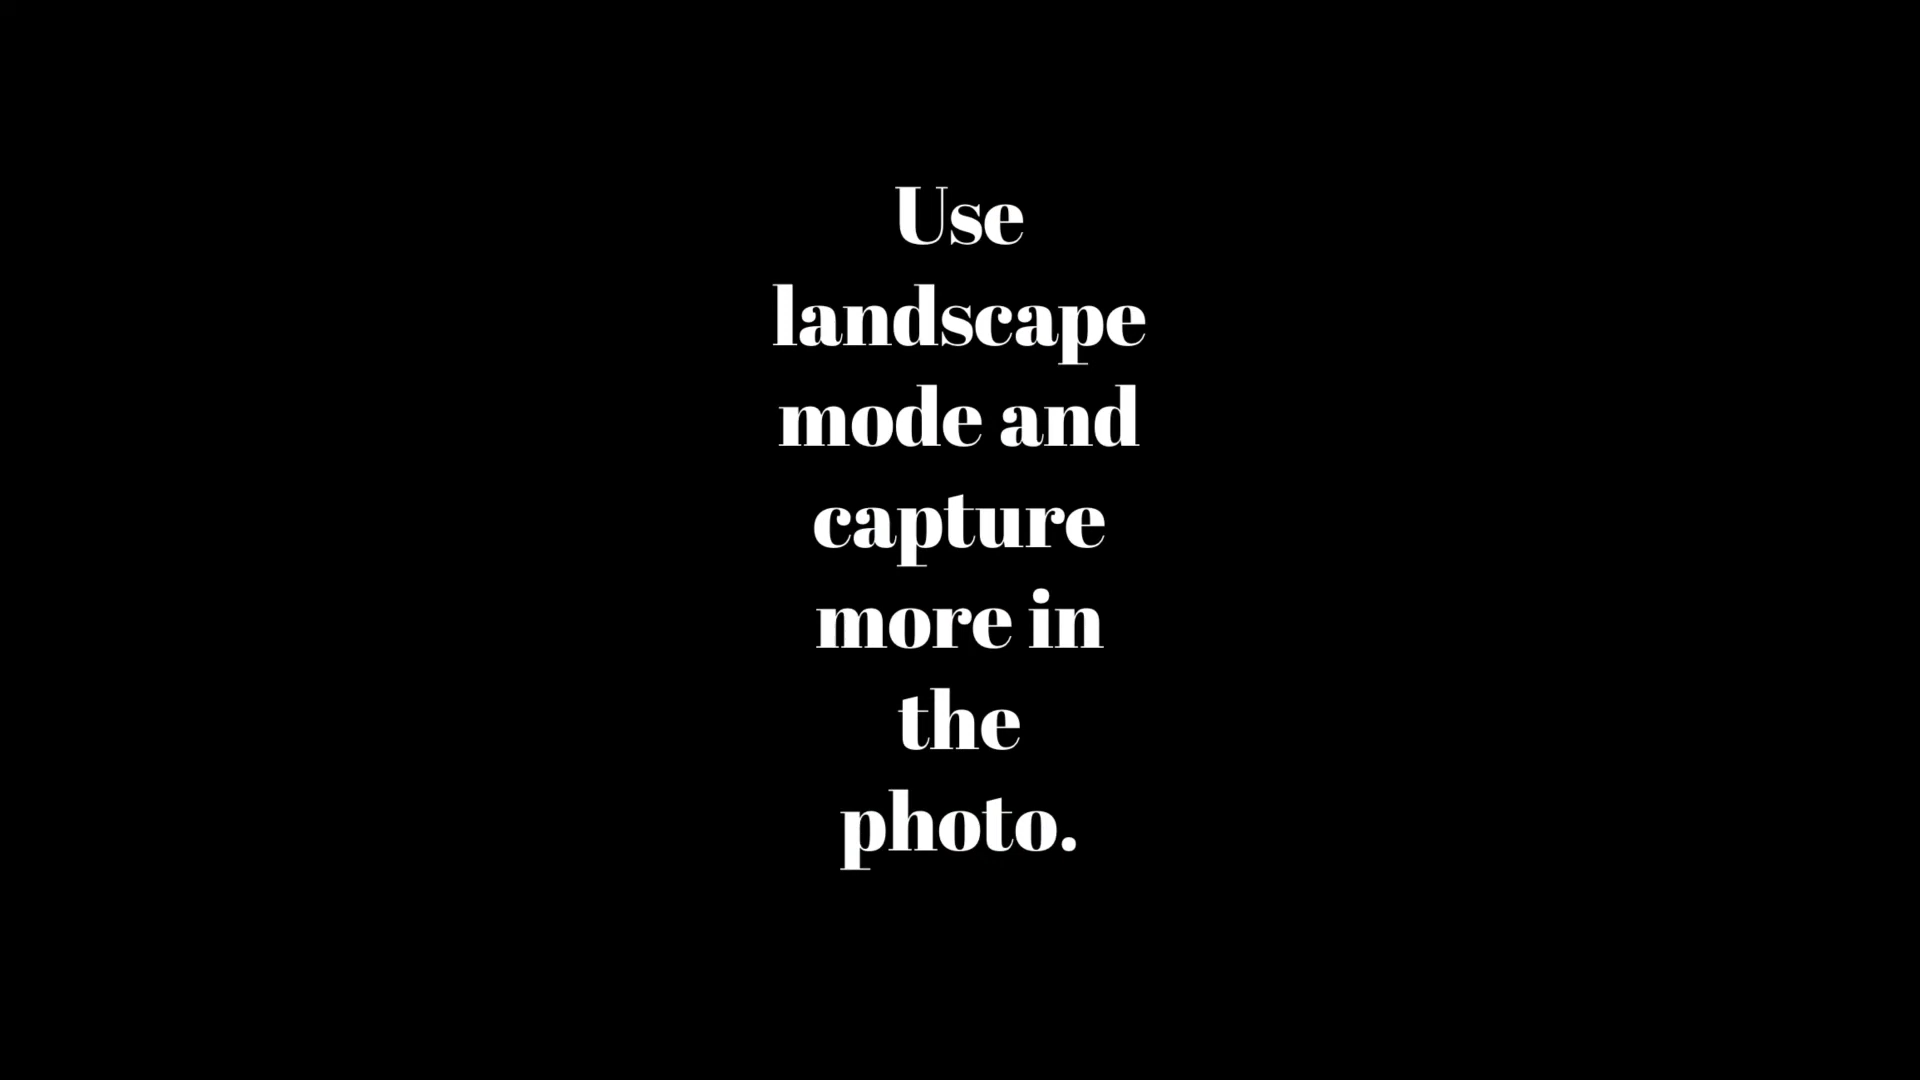 Use
landscape
mode and
capture
more in
the
photo.